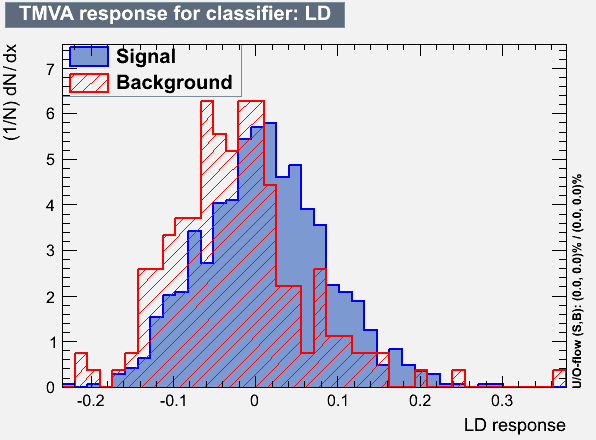 TMVA response for classifier: LD
(1/N) dN / dx
Signal
Background
7
6
5
4
3
2
1
0
-0.2
-0.1
0
0.1
0.2
0.3
LD response
U/O-flow (S,B): (0.0, 0.0)% / (0.0, 0.0)%